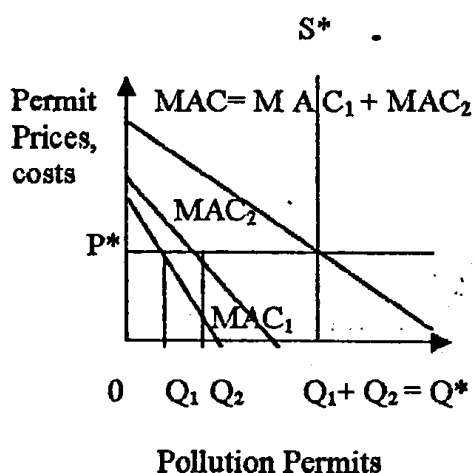 S*
Permit
Prices,
costs
MAC= M A C₁ + MAC₂
MAC₂
P*
MAC₁
0 Q₁ Q₂ Q₁+ Q₂ = Q*
Pollution Permits